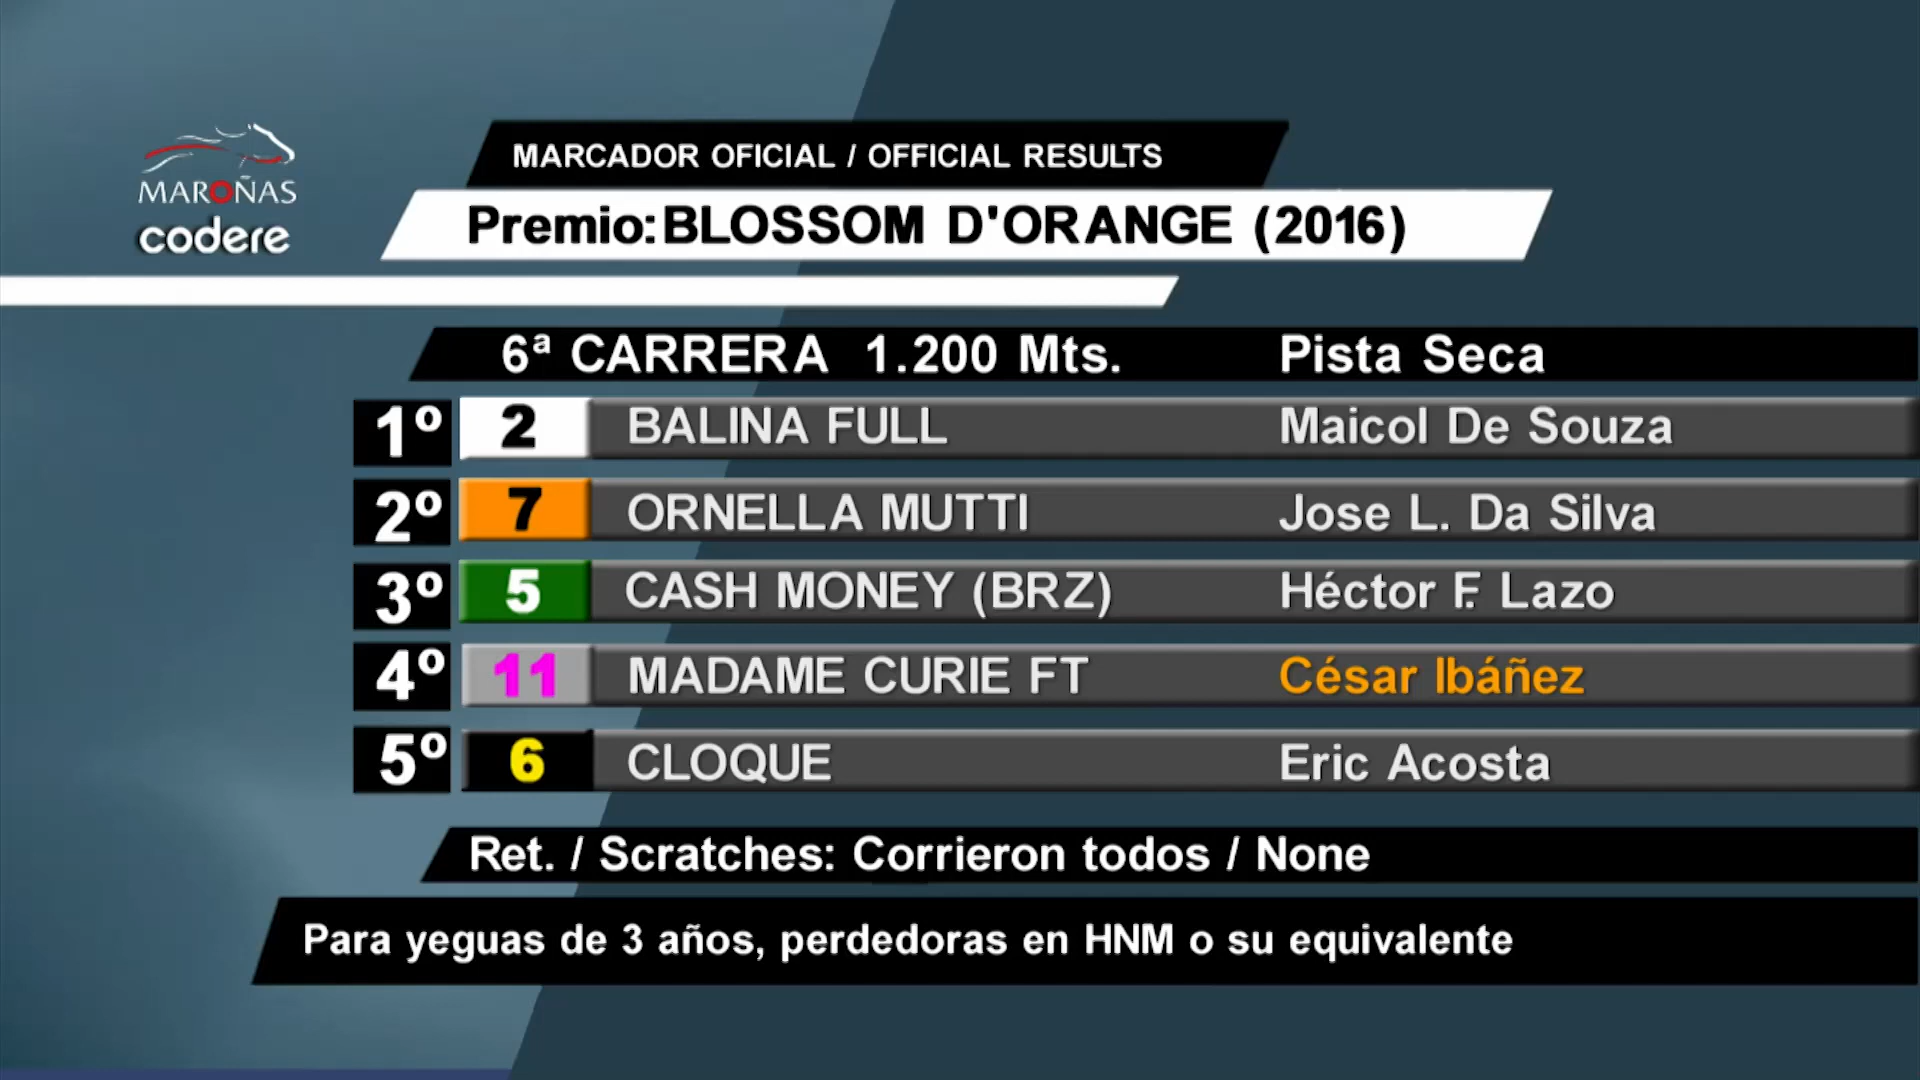 MAROÑAS
codere
MARCADOR OFICIAL / OFFICIAL RESULTS
Premio:BLOSSOM D'ORANGE (2016)
6ª CARRERA 1.200 Mts. Pista Seca
1º 2 BALINA FULL Maicol De Souza
2º 7 ORNELLA MUTTI Jose L. Da Silva
3º 5 CASH MONEY (BRZ) Héctor F. Lazo
4º 11 MADAME CURIE FT César Ibáñez
5º 6 CLOQUE Eric Acosta
Ret. / Scratches: Corrieron todos / None
Para yeguas de 3 años, perdedoras en HNM o su equivalente